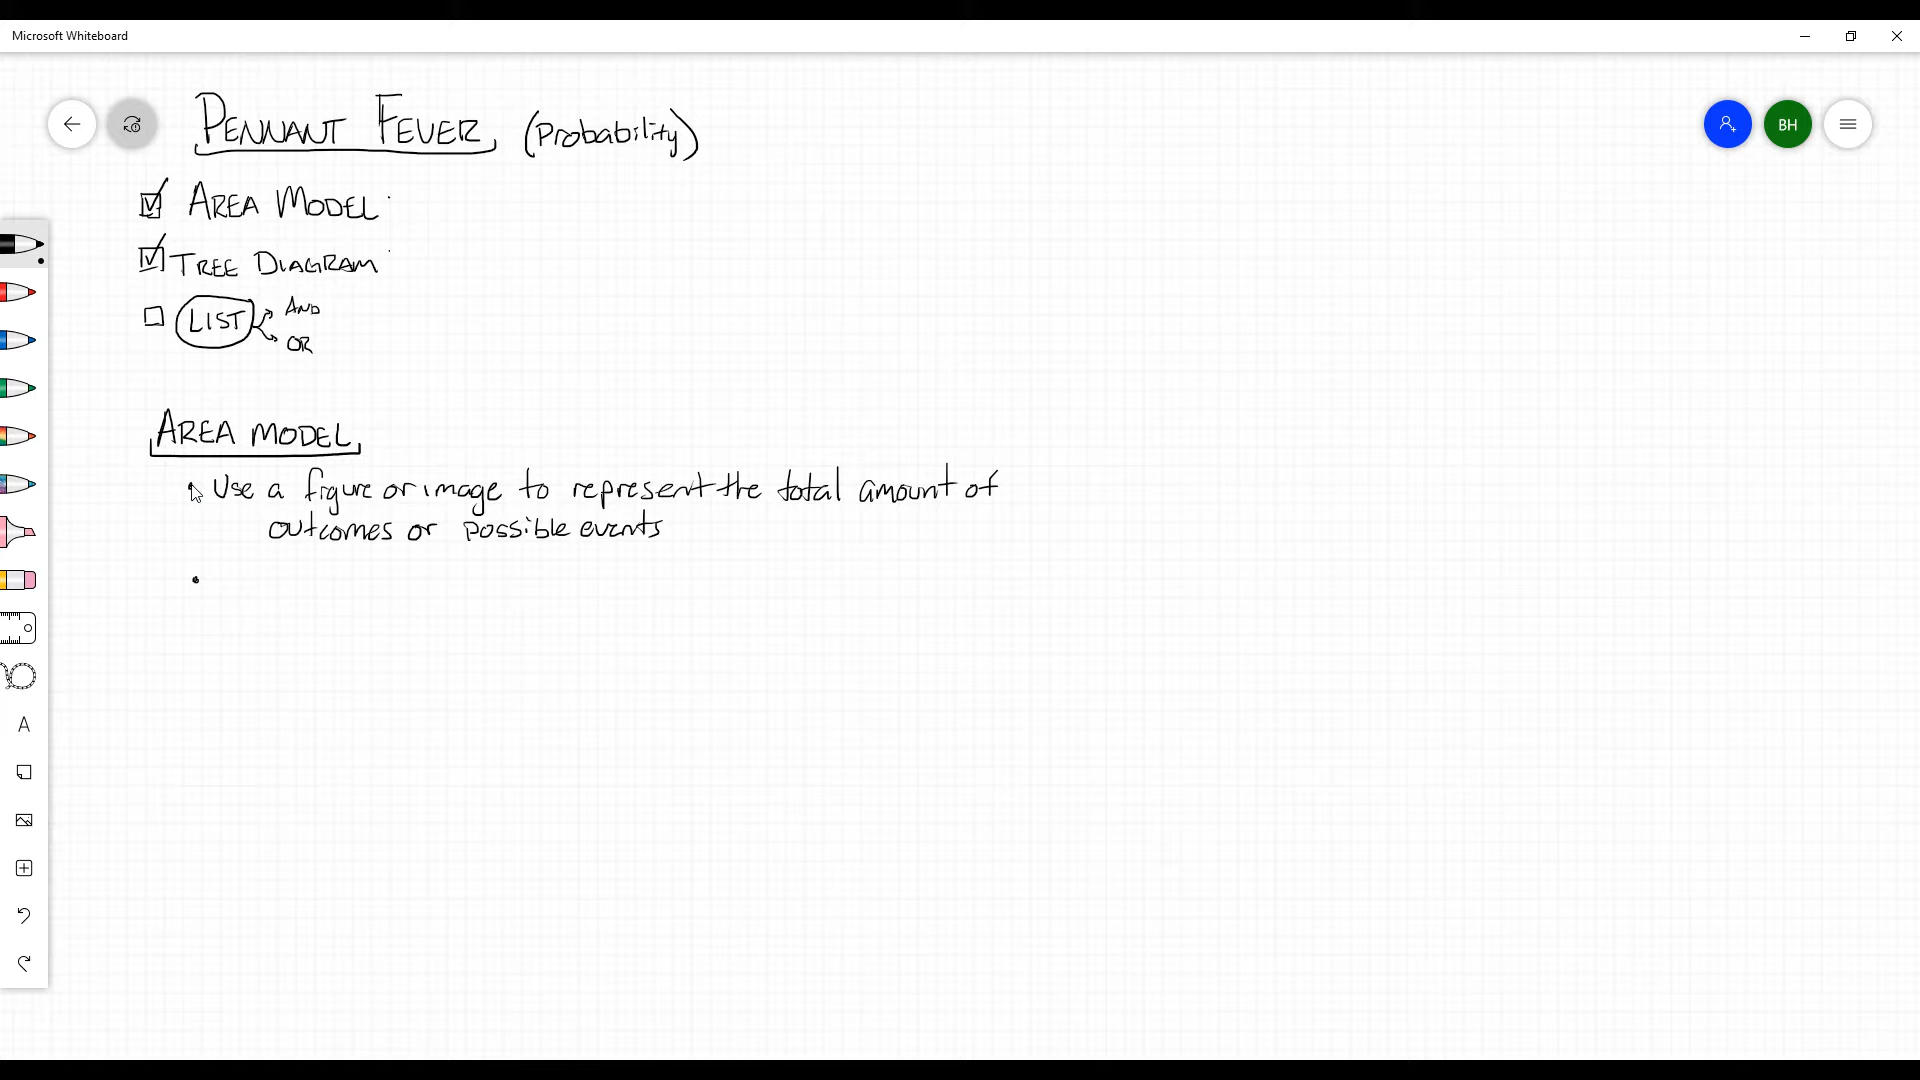 Microsoft Whiteboard
PENNANT FEVER (Probability)
BH
AREA MODEL
TREE DIAGRAM
LIST AND
OR
AREA MODEL
• Use a figure or image to represent the total amount of
outcomes or possible events
•
A